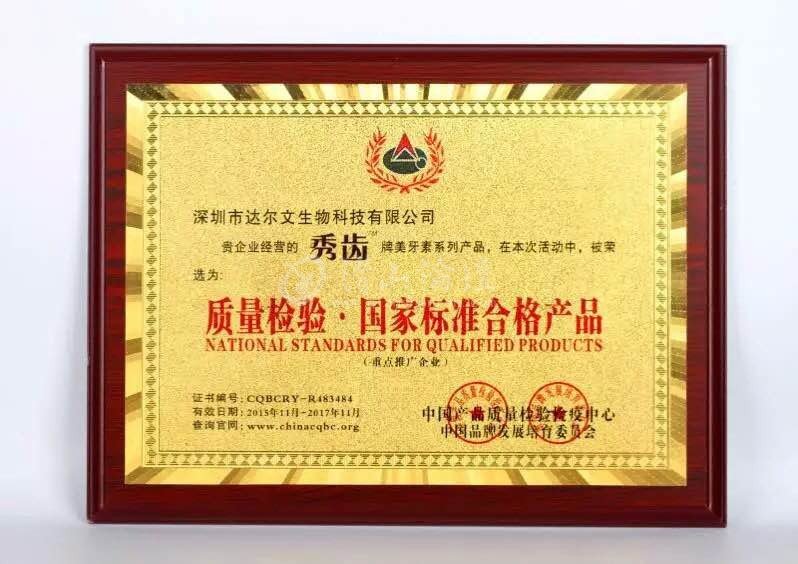 深圳市达尔文生物科技有限公司
贵企业经营的 秀齿™ 牌美牙素系列产品，在本次活动中，被荣
选为：
质量检验·国家标准合格产品
NATIONAL STANDARDS FOR QUALIFIED PRODUCTS
（重点推广企业）
证书编号：CQBCRY-R483484
有效日期：2015年11月-2017年11月
查询官网：www.chinacqbc.org
中国产品质量检验检疫中心
中国品牌发展培育委员会